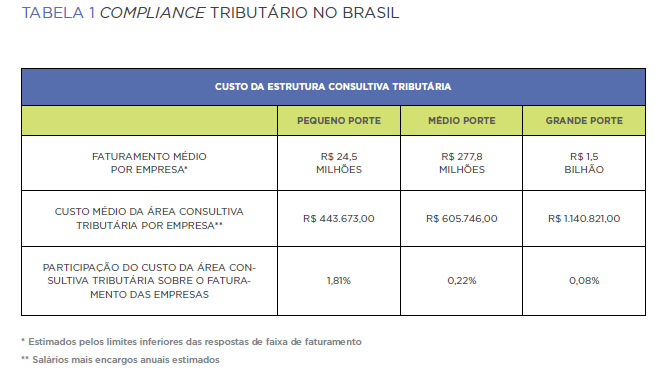 TABELA 1 COMPLIANCE TRIBUTÁRIO NO BRASIL
CUSTO DA ESTRUTURA CONSULTIVA TRIBUTÁRIA
PEQUENO PORTE MÉDIO PORTE GRANDE PORTE
FATURAMENTO MÉDIO
POR EMPRESA*
R$ 24,5
MILHÕES
R$ 277,8
MILHÕES
R$ 1,5
BILHÃO
CUSTO MÉDIO DA ÁREA CONSULTIVA
TRIBUTÁRIA POR EMPRESA**
R$ 443.673,00 R$ 605.746,00 R$ 1.140.821,00
PARTICIPAÇÃO DO CUSTO DA ÁREA CON-
SULTIVA TRIBUTÁRIA SOBRE O FATURA-
MENTO DAS EMPRESAS
1,81% 0,22% 0,08%
* Estimados pelos limites inferiores das respostas de faixa de faturamento
** Salários mais encargos anuais estimados